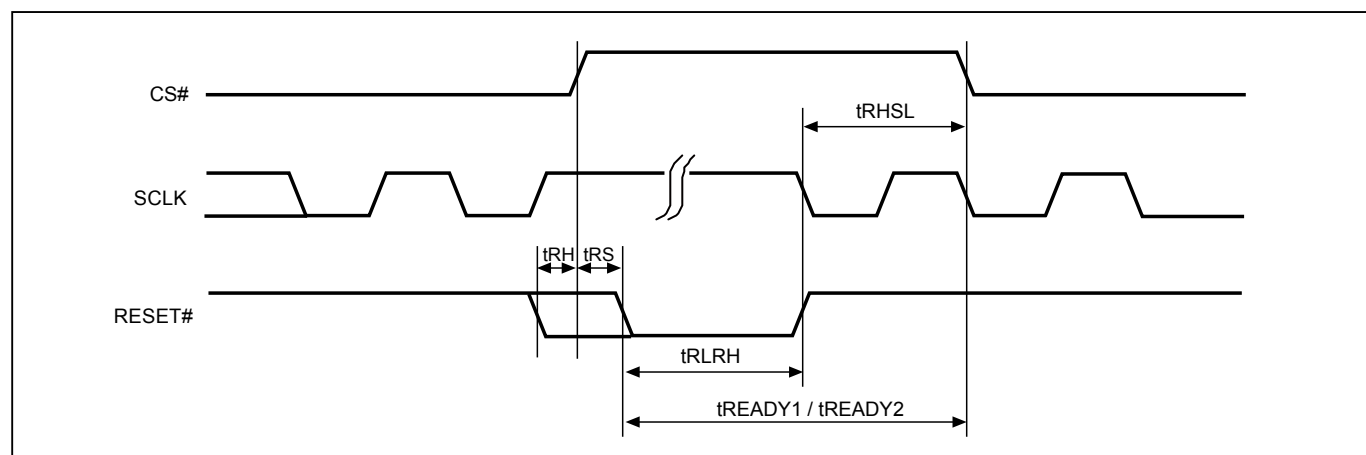 CS#
tRHSL
SCLK
tRH tRS
RESET#
tRLRH
tREADY1 / tREADY2